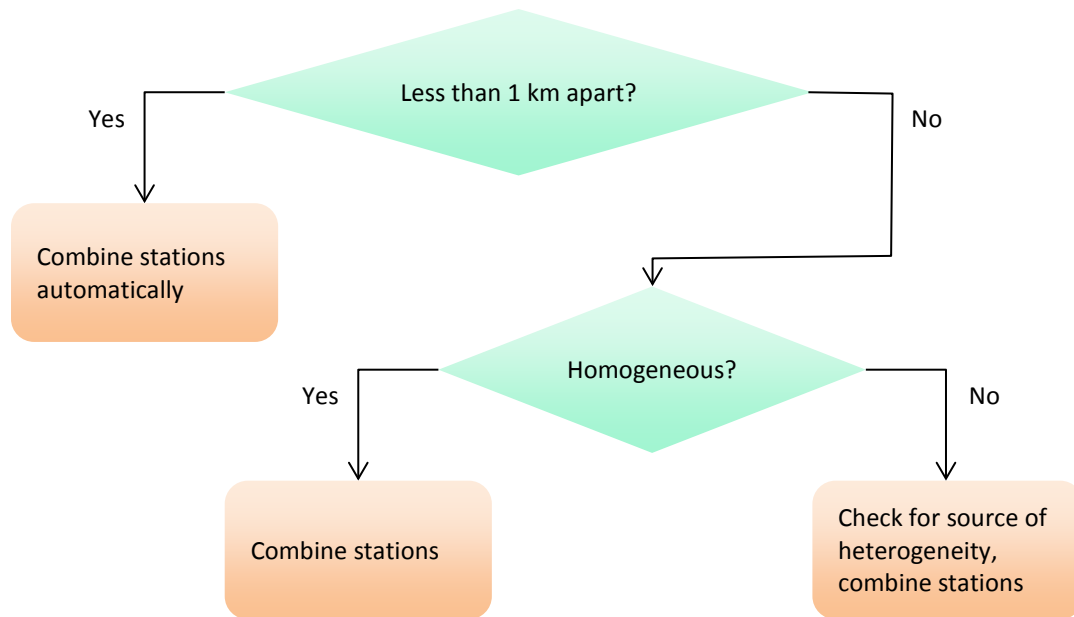 Less than 1 km apart?
Yes
No
Combine stations
automatically
Homogeneous?
Yes
No
Combine stations
Check for source of
heterogeneity,
combine stations